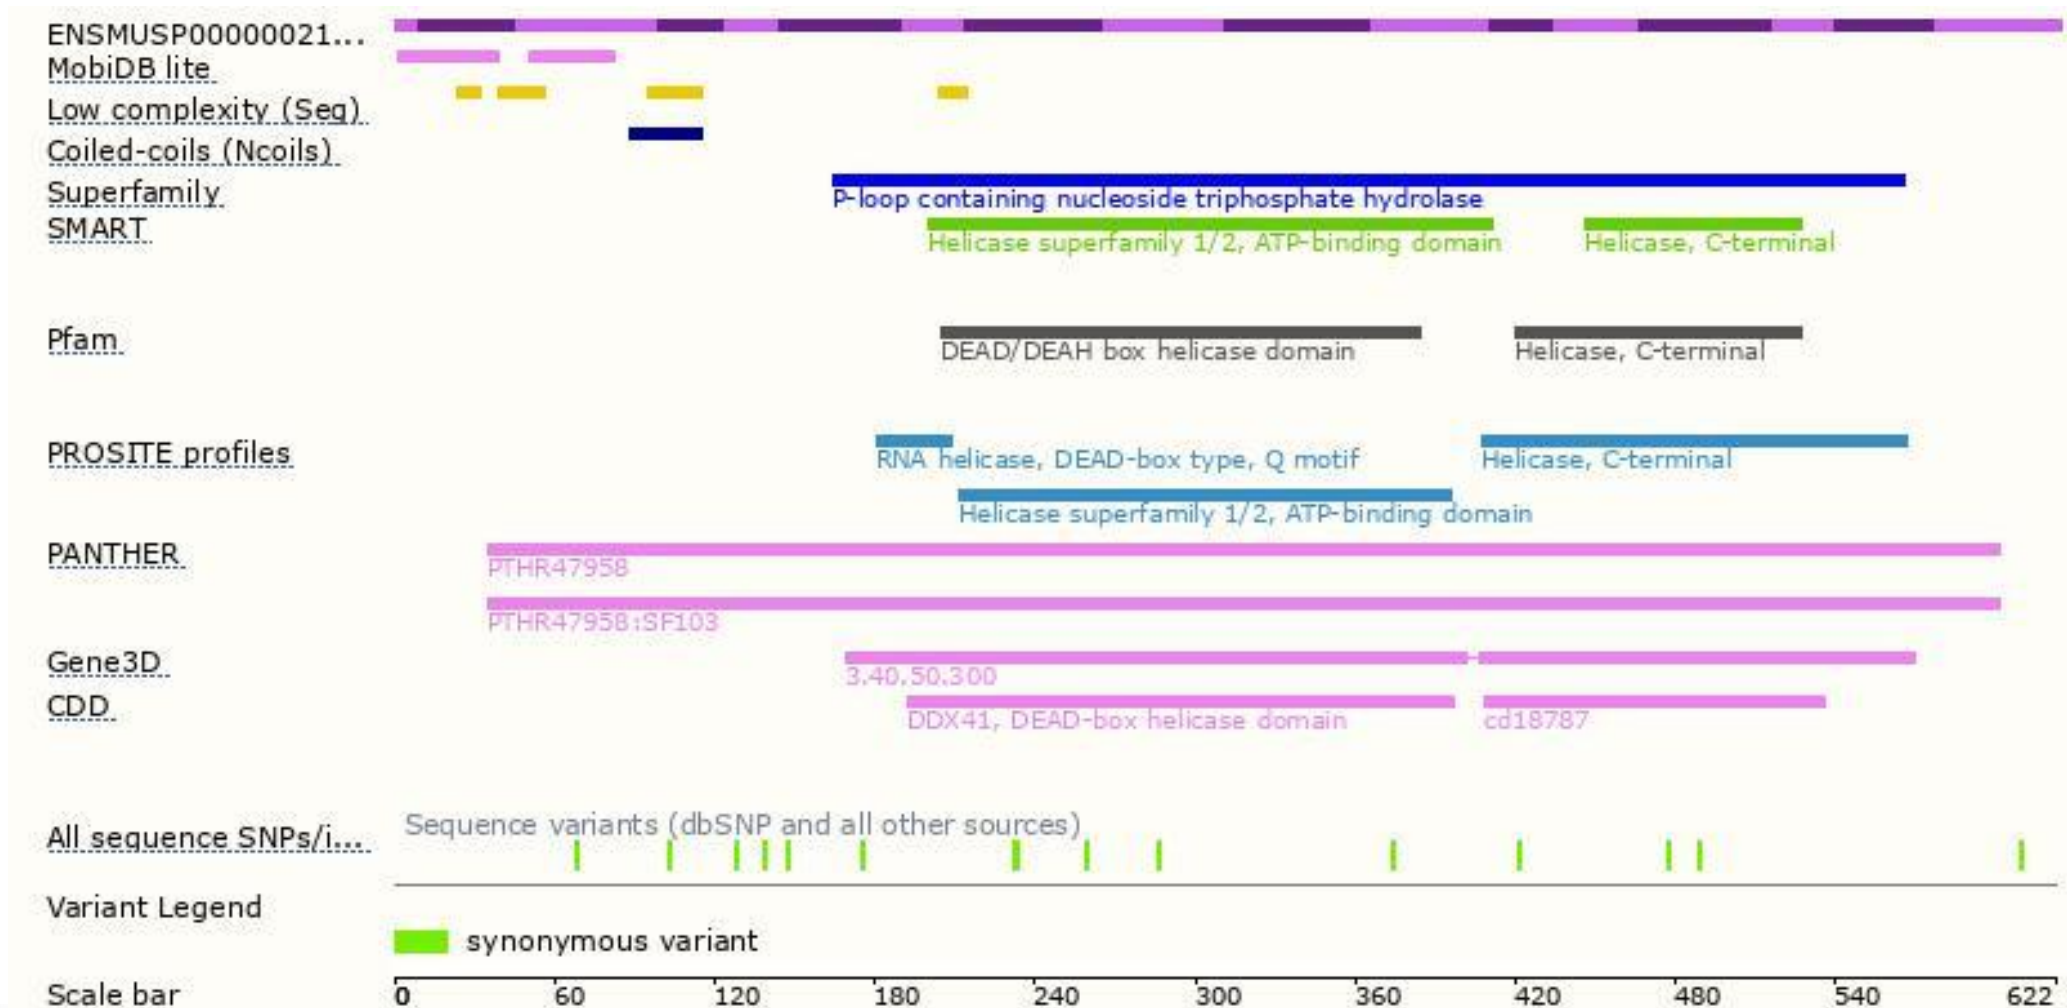 ENSMUSP00000021...
MobiDB lite
Low complexity (Seg)
Coiled-coils (Ncoils)
Superfamily
P-loop containing nucleoside triphosphate hydrolase
SMART
Helicase superfamily 1/2, ATP-binding domain Helicase, C-terminal
Pfam
DEAD/DEAH box helicase domain Helicase, C-terminal
PROSITE profiles
RNA helicase, DEAD-box type, Q motif Helicase, C-terminal
Helicase superfamily 1/2, ATP-binding domain
PANTHER
PTHR47958
PTHR47958:SF103
Gene3D
3.40.50.300
CDD
DDX41, DEAD-box helicase domain cd18787
Sequence variants (dbSNP and all other sources)
All sequence SNPs/i...
Variant Legend
synonymous variant
Scale bar 0 60 120 180 240 300 360 420 480 540 622